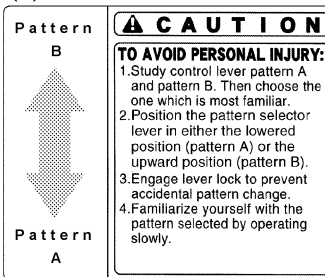 Pattern
B
Pattern
A
CAUTION
TO AVOID PERSONAL INJURY:
1.Study control lever pattern A
and pattern B. Then choose the
one which is most familiar.
2.Position the pattern selector
lever in either the lowered
position (pattern A) or the
upward position (pattern B).
3.Engage lever lock to prevent
accidental pattern change.
4.Familiarize yourself with the
pattern selected by operating
slowly.